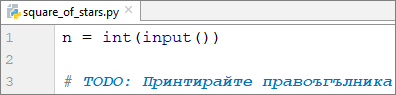 square_of_stars.py ×
1 n = int(input())
2
3 # TODO: Принтирайте правоъгълника